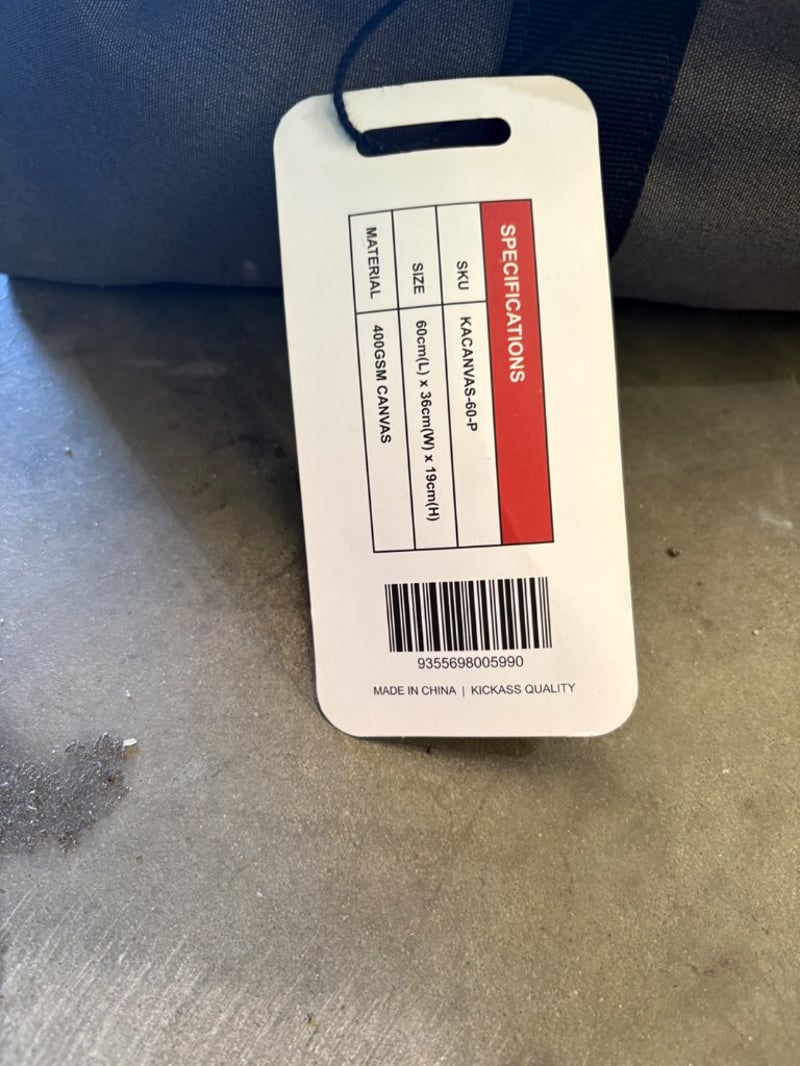 SPECIFICATIONS
SKU KACANVAS-60-P
SIZE 60cm(L) x 36cm(W) x 19cm(H)
MATERIAL 400GSM CANVAS
9355698005990
MADE IN CHINA | KICKASS QUALITY